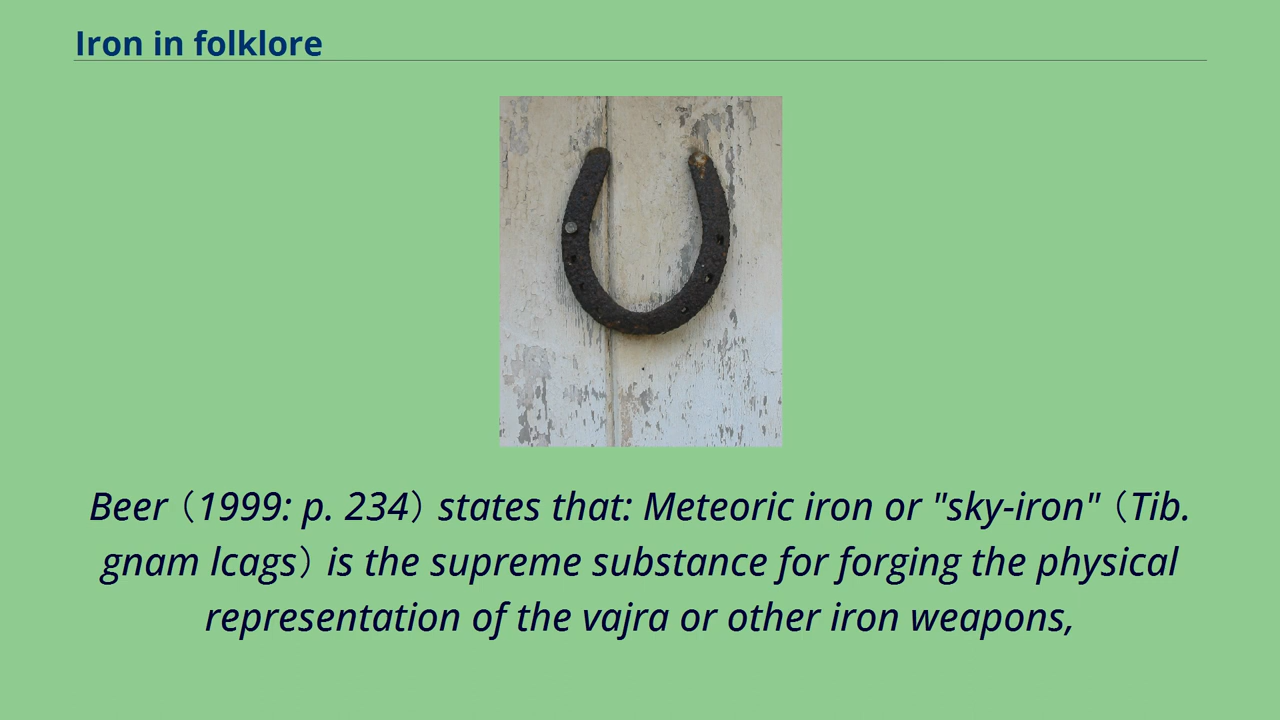 Iron in folklore
Beer（1999: p. 234）states that: Meteoric iron or "sky-iron"（Tib.
gnam lcags）is the supreme substance for forging the physical
representation of the vajra or other iron weapons,